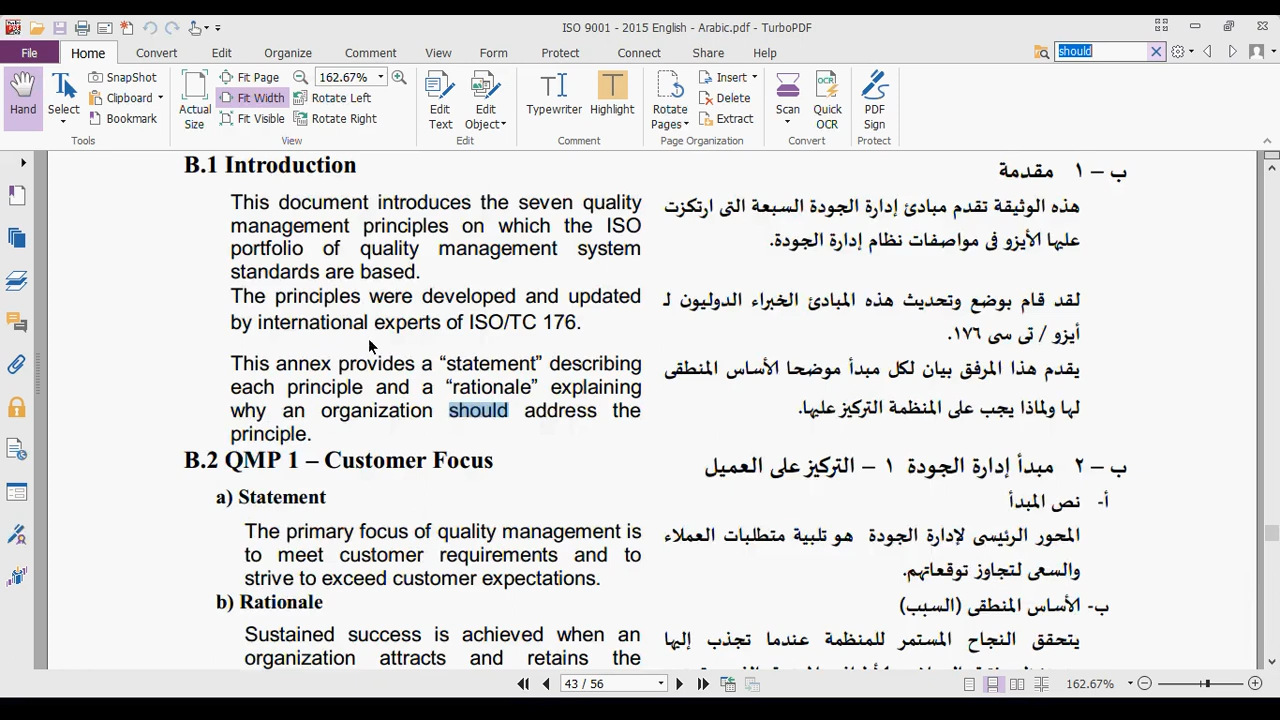 ISO 9001 - 2015 English - Arabic.pdf - TurboPDF
File Home Convert Edit Organize Comment View Form Protect Connect Share Help should
Hand
Select
SnapShot
Clipboard
Bookmark
Tools
Actual Size
Fit Page
Fit Width
Fit Visible
162.67%
Rotate Left
Rotate Right
View
Edit Text
Edit Object
Edit
Typewriter
Highlight
Comment
Rotate Pages
Insert
Delete
Extract
Page Organization
Scan
Quick OCR
Convert
PDF Sign
Protect
B.1 Introduction
This document introduces the seven quality
management principles on which the ISO
portfolio of quality management system
standards are based.
The principles were developed and updated
by international experts of ISO/TC 176.
This annex provides a “statement” describing
each principle and a “rationale” explaining
why an organization should address the
principle.
B.2 QMP 1 – Customer Focus
a) Statement
The primary focus of quality management is
to meet customer requirements and to
strive to exceed customer expectations.
b) Rationale
Sustained success is achieved when an
organization attracts and retains the
ب – ١ مقدمة
هذه الوثيقة تقدم مبادئ إدارة الجودة السبعة التى ارتكزت
عليها الأيزو فى مواصفات نظام إدارة الجودة.
لقد قام بوضع وتحديث هذه المبادئ الخبراء الدوليون لـ
أيزو / تى سى ١٧٦.
يقدم هذا المرفق بيان لكل مبدأ موضحا الأساس المنطقى
لها ولماذا يجب على المنظمة التركيز عليها.
ب – ٢ مبدأ إدارة الجودة ١ – التركيز على العميل
أ- نص المبدأ
المحور الرئيسى لإدارة الجودة هو تلبية متطلبات العملاء
والسعى لتجاوز توقعاتهم.
ب- الأساس المنطقى (السبب)
يتحقق النجاح المستمر للمنظمة عندما تجذب إليها
43 / 56
162.67%